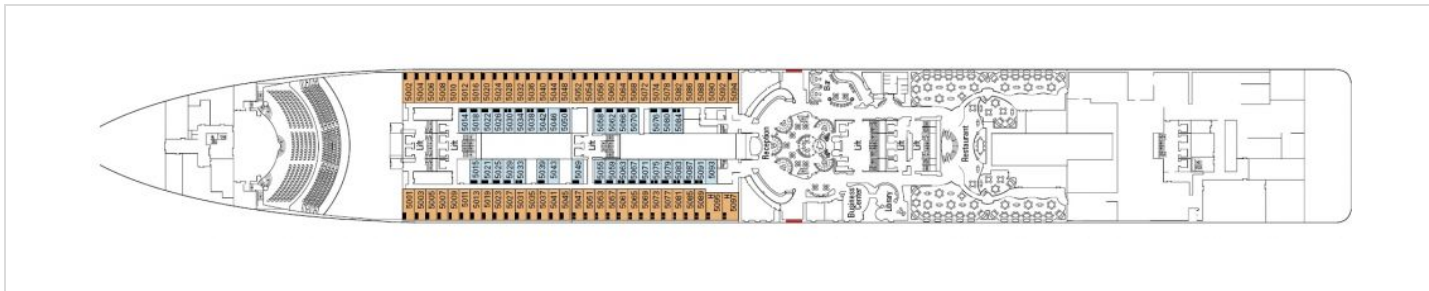 5002 5004 5006 5008 5010 5012 5016 5020 5024 5028 5032 5036 5040 5044 5048 5052 5054 5056 5060 5064 5068 5072 5074 5078 5082 5086 5088 5090 5092 5094
Bar
5014 5018 5022 5026 5030 5034 5038 5042 5046 5050 5058 5062 5066 5070 5076 5080 5084
Lift
Lift
Reception
Lift
Lift
Restaurant
Lift
5015 5021 5025 5029 5033 5039 5043 5049 5055 5059 5063 5067 5071 5075 5079 5083 5087 5091 5093
5001 5003 5005 5007 5009 5011 5013 5019 5023 5027 5031 5035 5037 5041 5045 5047 5051 5053 5057 5061 5065 5069 5073 5077 5081 5085 5089 5095 H 5097 H
Business
Center
Library